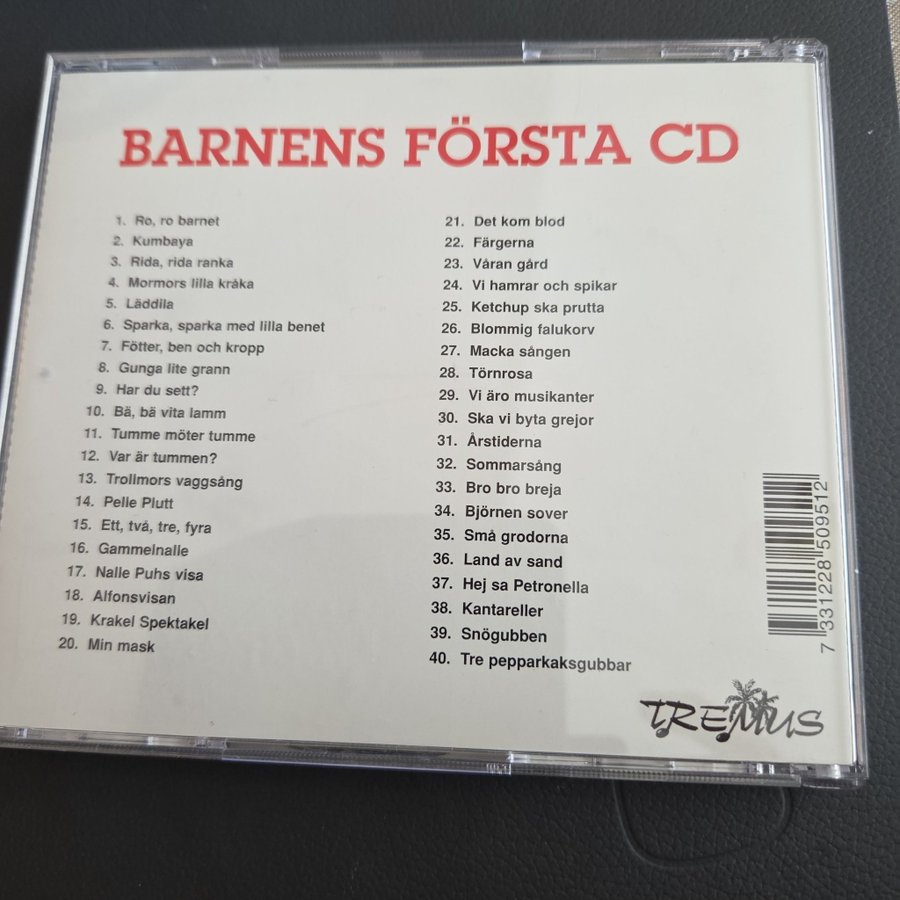 BARNENS FÖRSTA CD
1. Ro, ro barnet
2. Kumbaya
3. Rida, rida ranka
4. Mormors lilla kråka
5. Läddila
6. Sparka, sparka med lilla benet
7. Fötter, ben och kropp
8. Gunga lite grann
9. Har du sett?
10. Bä, bä vita lamm
11. Tumme möter tumme
12. Var är tummen?
13. Trollmors vaggsång
14. Pelle Plutt
15. Ett, två, tre, fyra
16. Gammelnalle
17. Nalle Puhs visa
18. Alfonsvisan
19. Krakel Spektakel
20. Min mask
21. Det kom blod
22. Färgerna
23. Våran gård
24. Vi hamrar och spikar
25. Ketchup ska prutta
26. Blommig falukorv
27. Macka sången
28. Törnrosa
29. Vi äro musikanter
30. Ska vi byta grejor
31. Årstiderna
32. Sommarsång
33. Bro bro breja
34. Björnen sover
35. Små grodorna
36. Land av sand
37. Hej sa Petronella
38. Kantareller
39. Snögubben
40. Tre pepparkaksgubbar
7 331228 509512
TREMUS